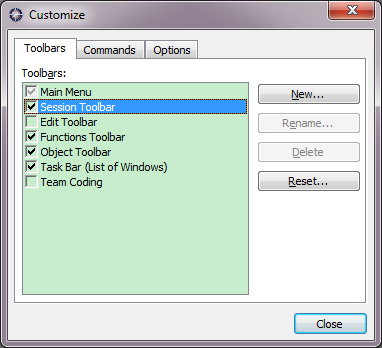 Customize
Toolbars Commands Options
Toolbars:
Main Menu
Session Toolbar
Edit Toolbar
Functions Toolbar
Object Toolbar
Task Bar (List of Windows)
Team Coding
New...
Rename...
Delete
Reset...
Close